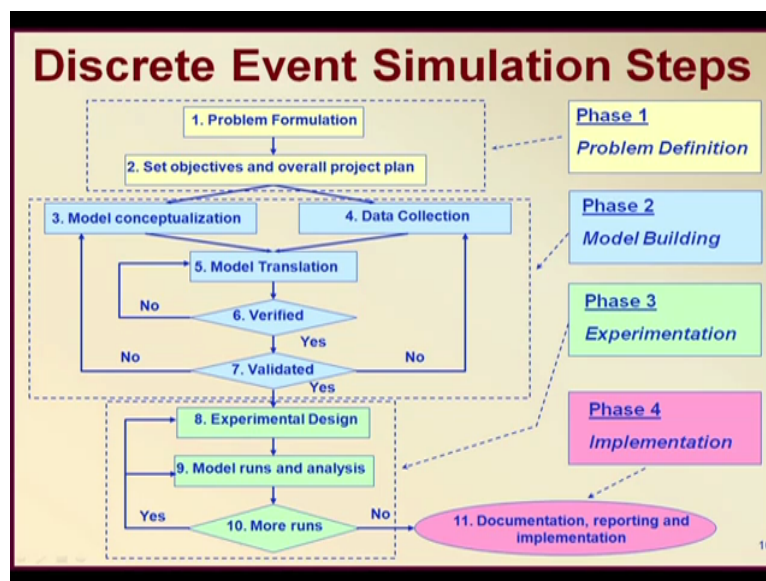 Discrete Event Simulation Steps
1. Problem Formulation
2. Set objectives and overall project plan
Phase 1
Problem Definition
3. Model conceptualization
4. Data Collection
Phase 2
Model Building
5. Model Translation
No
6. Verified
Yes
No
7. Validated
No
Yes
Phase 3
Experimentation
8. Experimental Design
9. Model runs and analysis
Yes
10. More runs
No
Phase 4
Implementation
11. Documentation, reporting and
implementation